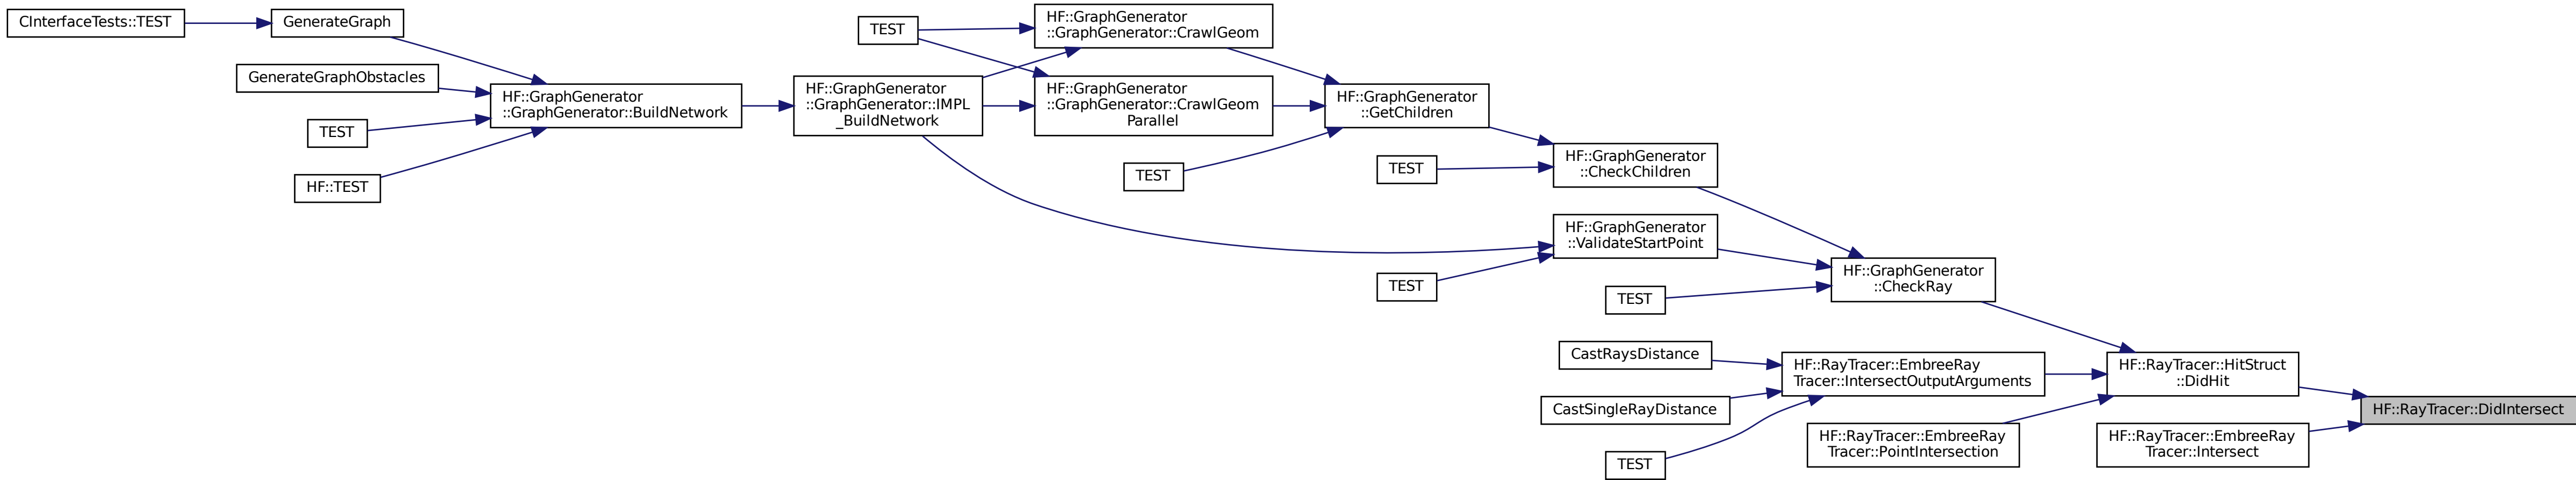 CInterfaceTests::TEST
GenerateGraph
GenerateGraphObstacles
TEST
HF::TEST
HF::GraphGenerator
::GraphGenerator::BuildNetwork
HF::GraphGenerator
::GraphGenerator::IMPL
_BuildNetwork
TEST
HF::GraphGenerator
::GraphGenerator::CrawlGeom
HF::GraphGenerator
::GraphGenerator::CrawlGeom
Parallel
TEST
HF::GraphGenerator
::GetChildren
TEST
HF::GraphGenerator
::CheckChildren
HF::GraphGenerator
::ValidateStartPoint
TEST
TEST
HF::GraphGenerator
::CheckRay
CastRaysDistance
CastSingleRayDistance
TEST
HF::RayTracer::EmbreeRay
Tracer::IntersectOutputArguments
HF::RayTracer::EmbreeRay
Tracer::PointIntersection
HF::RayTracer::HitStruct
::DidHit
HF::RayTracer::EmbreeRay
Tracer::Intersect
HF::RayTracer::DidIntersect